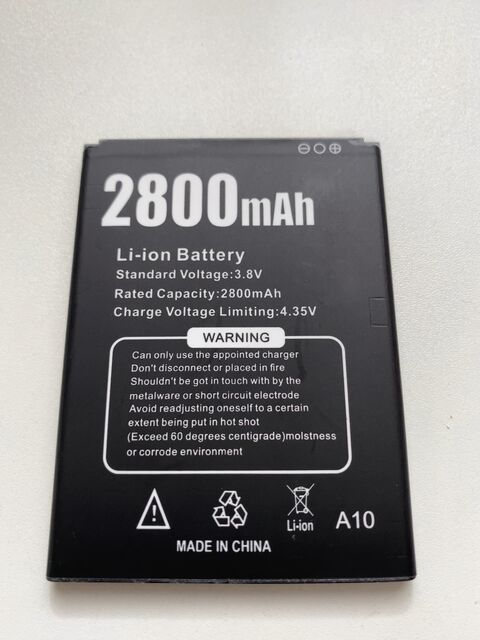 2800mAh
Li-ion Battery
Standard Voltage:3.8V
Rated Capacity:2800mAh
Charge Voltage Limiting:4.35V
WARNING
Can only use the appointed charger
Don't disconnect or placed in fire
Shouldn't be got in touch with by the
metalware or short circuit electrode
Avoid readjusting oneself to a certain
extent being put in hot shot
(Exceed 60 degrees centigrade)molstness
or corrode environment
Li-ion
A10
MADE IN CHINA